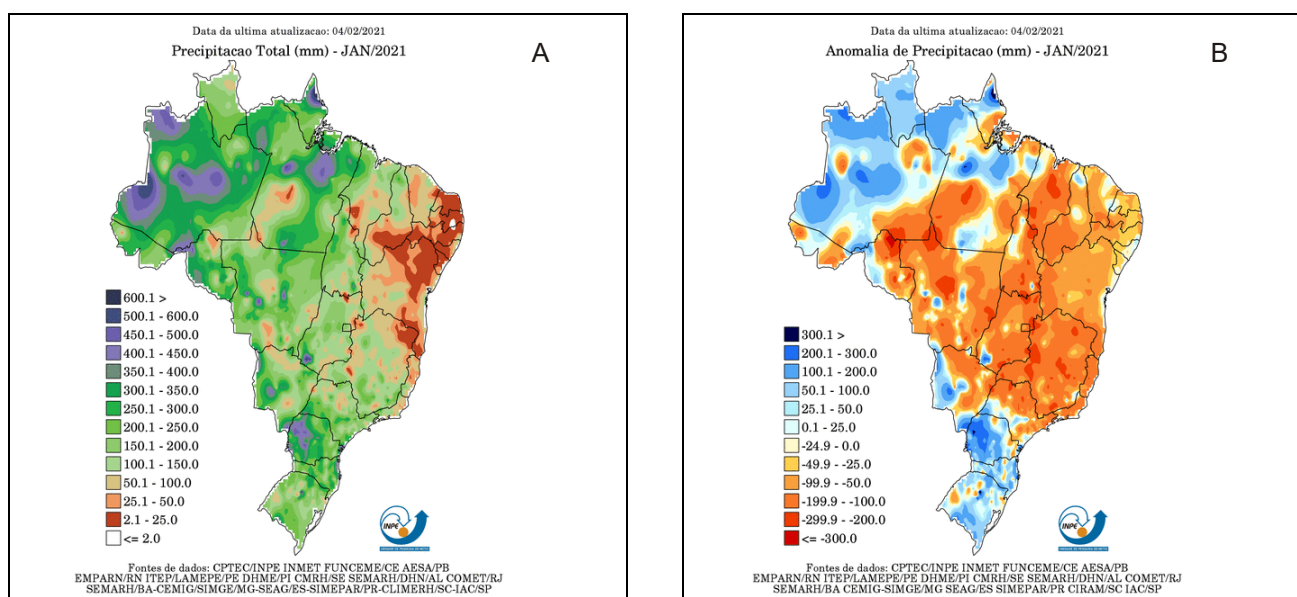 Data da ultima atualizacao: 04/02/2021
Precipitacao Total (mm) - JAN/2021
A
600.1 >
500.1 - 600.0
450.1 - 500.0
400.1 - 450.0
350.1 - 400.0
300.1 - 350.0
250.1 - 300.0
200.1 - 250.0
150.1 - 200.0
100.1 - 150.0
50.1 - 100.0
25.1 - 50.0
2.1 - 25.0
<= 2.0
INPE
Fontes de dados: CPTEC/INPE INMET FUNCEME/CE AESA/PB
EMPARN/RN ITEP/LAMEPE/PE DHME/PI CMRH/SE SEMARH/DHN/AL COMET/RJ
SEMARH/BA-CEMIG/SIMGE/MG-SEAG/ES-SIMEPAR/PR-CLIMERH/SC-IAC/SP
Data da ultima atualizacao: 04/02/2021
Anomalia de Precipitacao (mm) - JAN/2021
B
300.1 >
200.1 - 300.0
100.1 - 200.0
50.1 - 100.0
25.1 - 50.0
0.1 - 25.0
-24.9 - 0.0
-49.9 - -25.0
-99.9 - -50.0
-199.9 - -100.0
-299.9 - -200.0
<= -300.0
INPE
Fontes de dados: CPTEC/INPE INMET FUNCEME/CE AESA/PB
EMPARN/RN ITEP/LAMEPE/PE DHME/PI CMRH/SE SEMARH/DHN/AL COMET/RJ
SEMARH/BA CEMIG/SIMGE/MG SEAG/ES SIMEPAR/PR CIRAM/SC IAC/SP